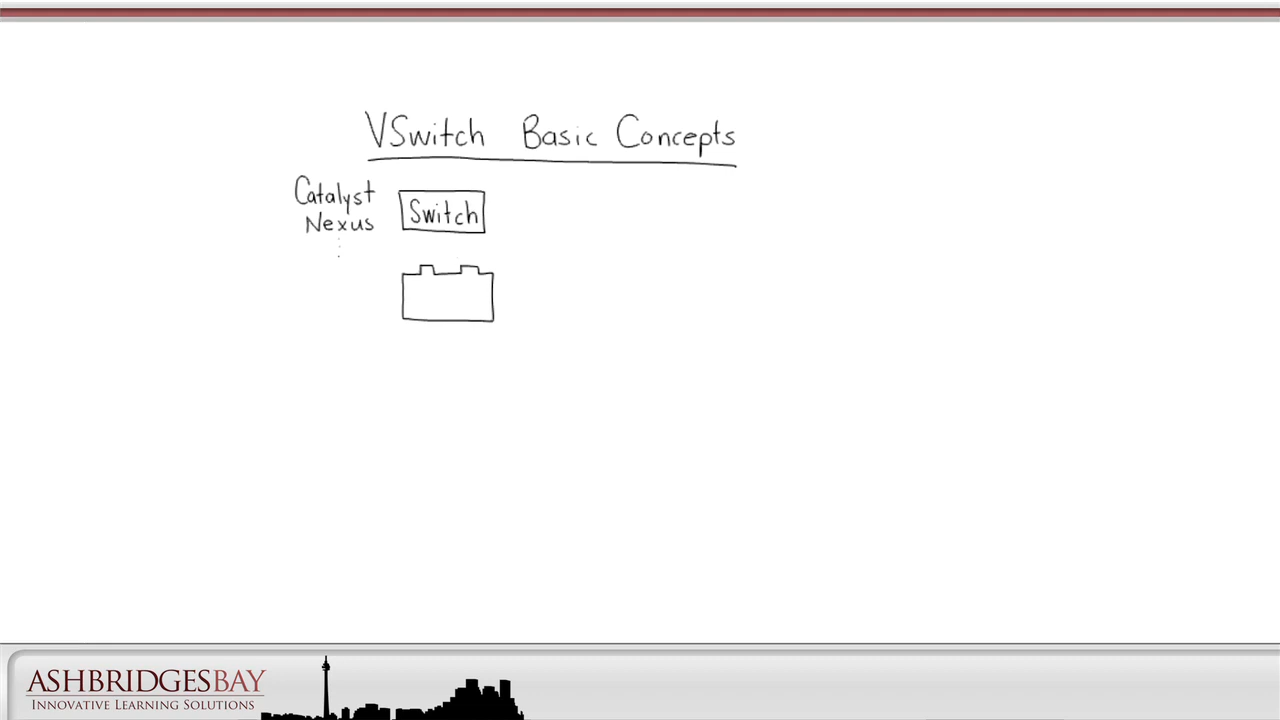 VSwitch Basic Concepts
Catalyst
Nexus
Switch
ASHBRIDGESBAY
INNOVATIVE LEARNING SOLUTIONS